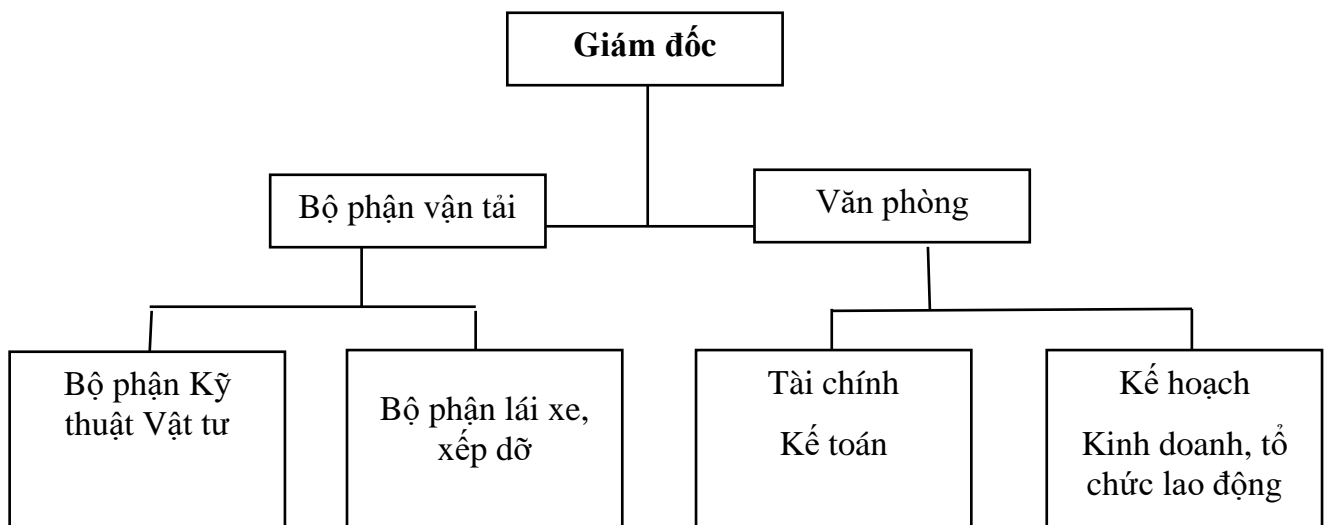 Giám đốc
Bộ phận vận tải
Văn phòng
Bộ phận Kỹ
thuật Vật tư
Bộ phận lái xe,
xếp dỡ
Tài chính
Kế toán
Kế hoạch
Kinh doanh, tổ
chức lao động